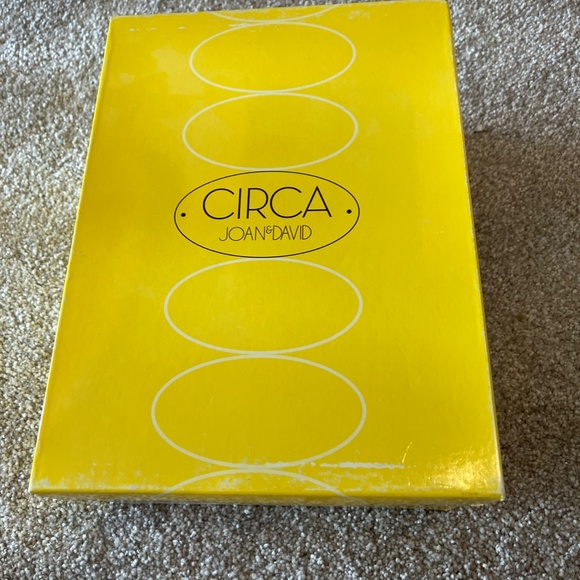 • CIRCA •
JOAN & DAVID